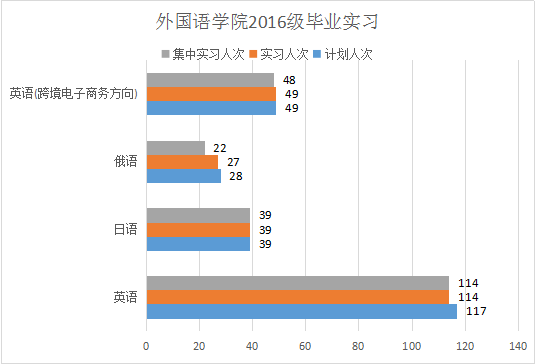 外国语学院2016级毕业实习
集中实习人次 实习人次 计划人次
英语(跨境电子商务方向)
48
49
49
俄语
22
27
28
日语
39
39
39
英语
114
114
117
0 20 40 60 80 100 120 140